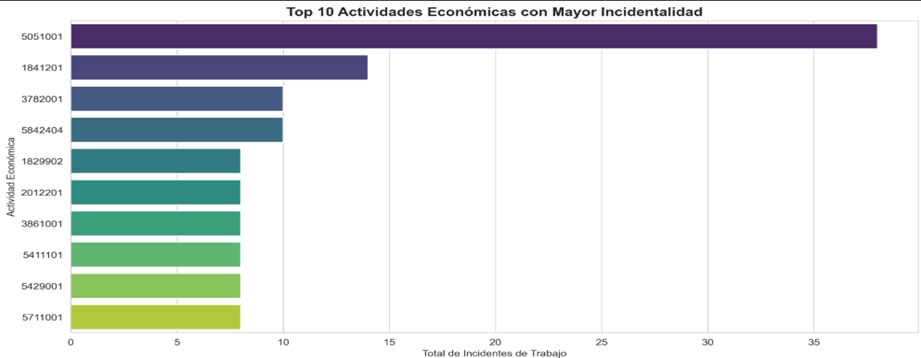 Top 10 Actividades Económicas con Mayor Incidentalidad
Actividad Económica
5051001
1841201
3782001
5842404
1829902
2012201
3861001
5411101
5429001
5711001
0 5 10 15 20 25 30 35
Total de Incidentes de Trabajo